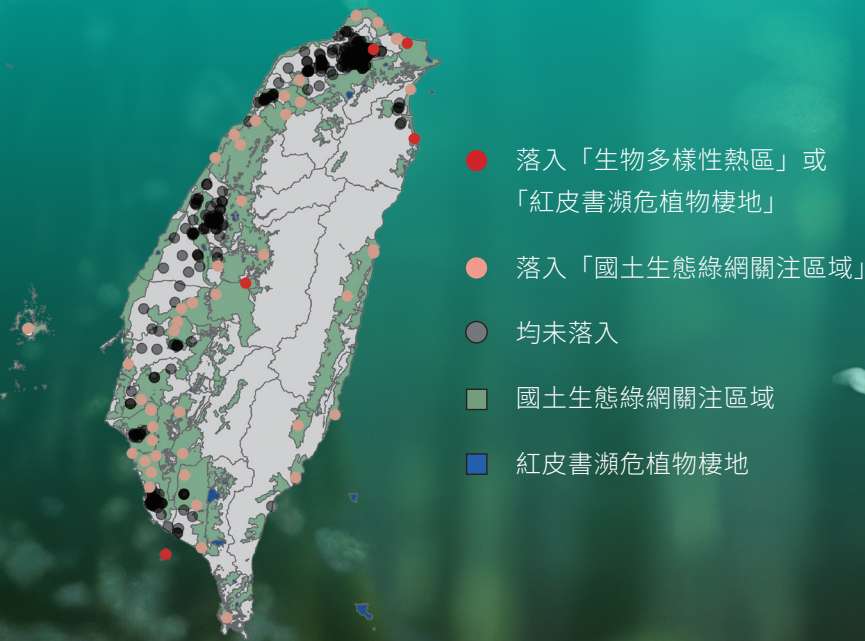 落入「生物多樣性熱區」或
「紅皮書瀕危植物棲地」
落入「國土生態綠網關注區域」
均未落入
國土生態綠網關注區域
紅皮書瀕危植物棲地